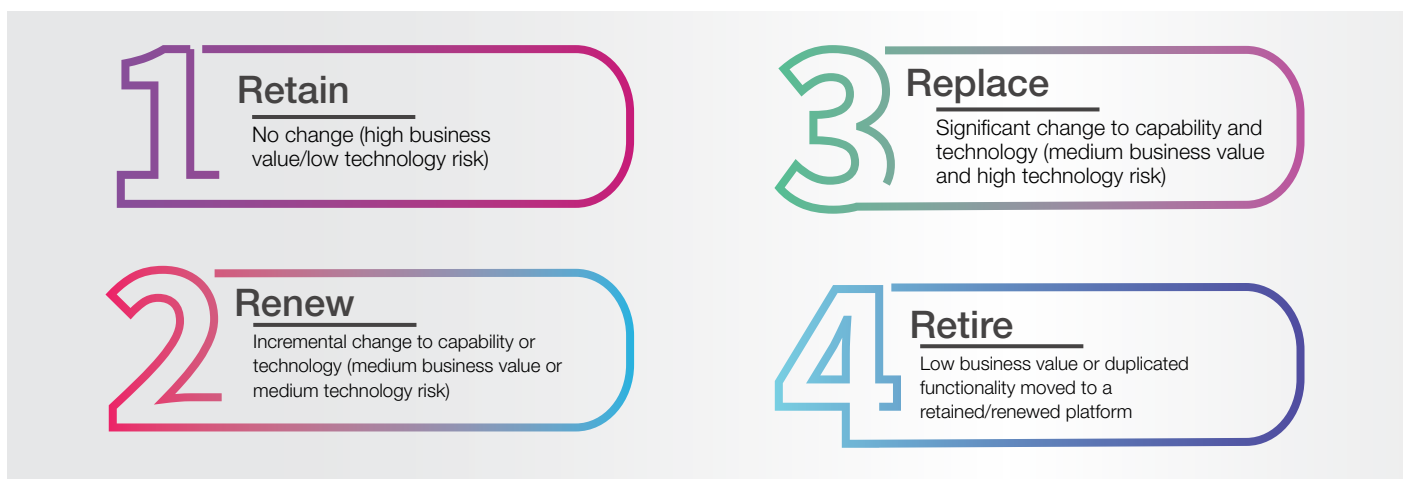 1
Retain
No change (high business
value/low technology risk)
2
Renew
Incremental change to capability or
technology (medium business value or
medium technology risk)
3
Replace
Significant change to capability and
technology (medium business value
and high technology risk)
4
Retire
Low business value or duplicated
functionality moved to a
retained/renewed platform